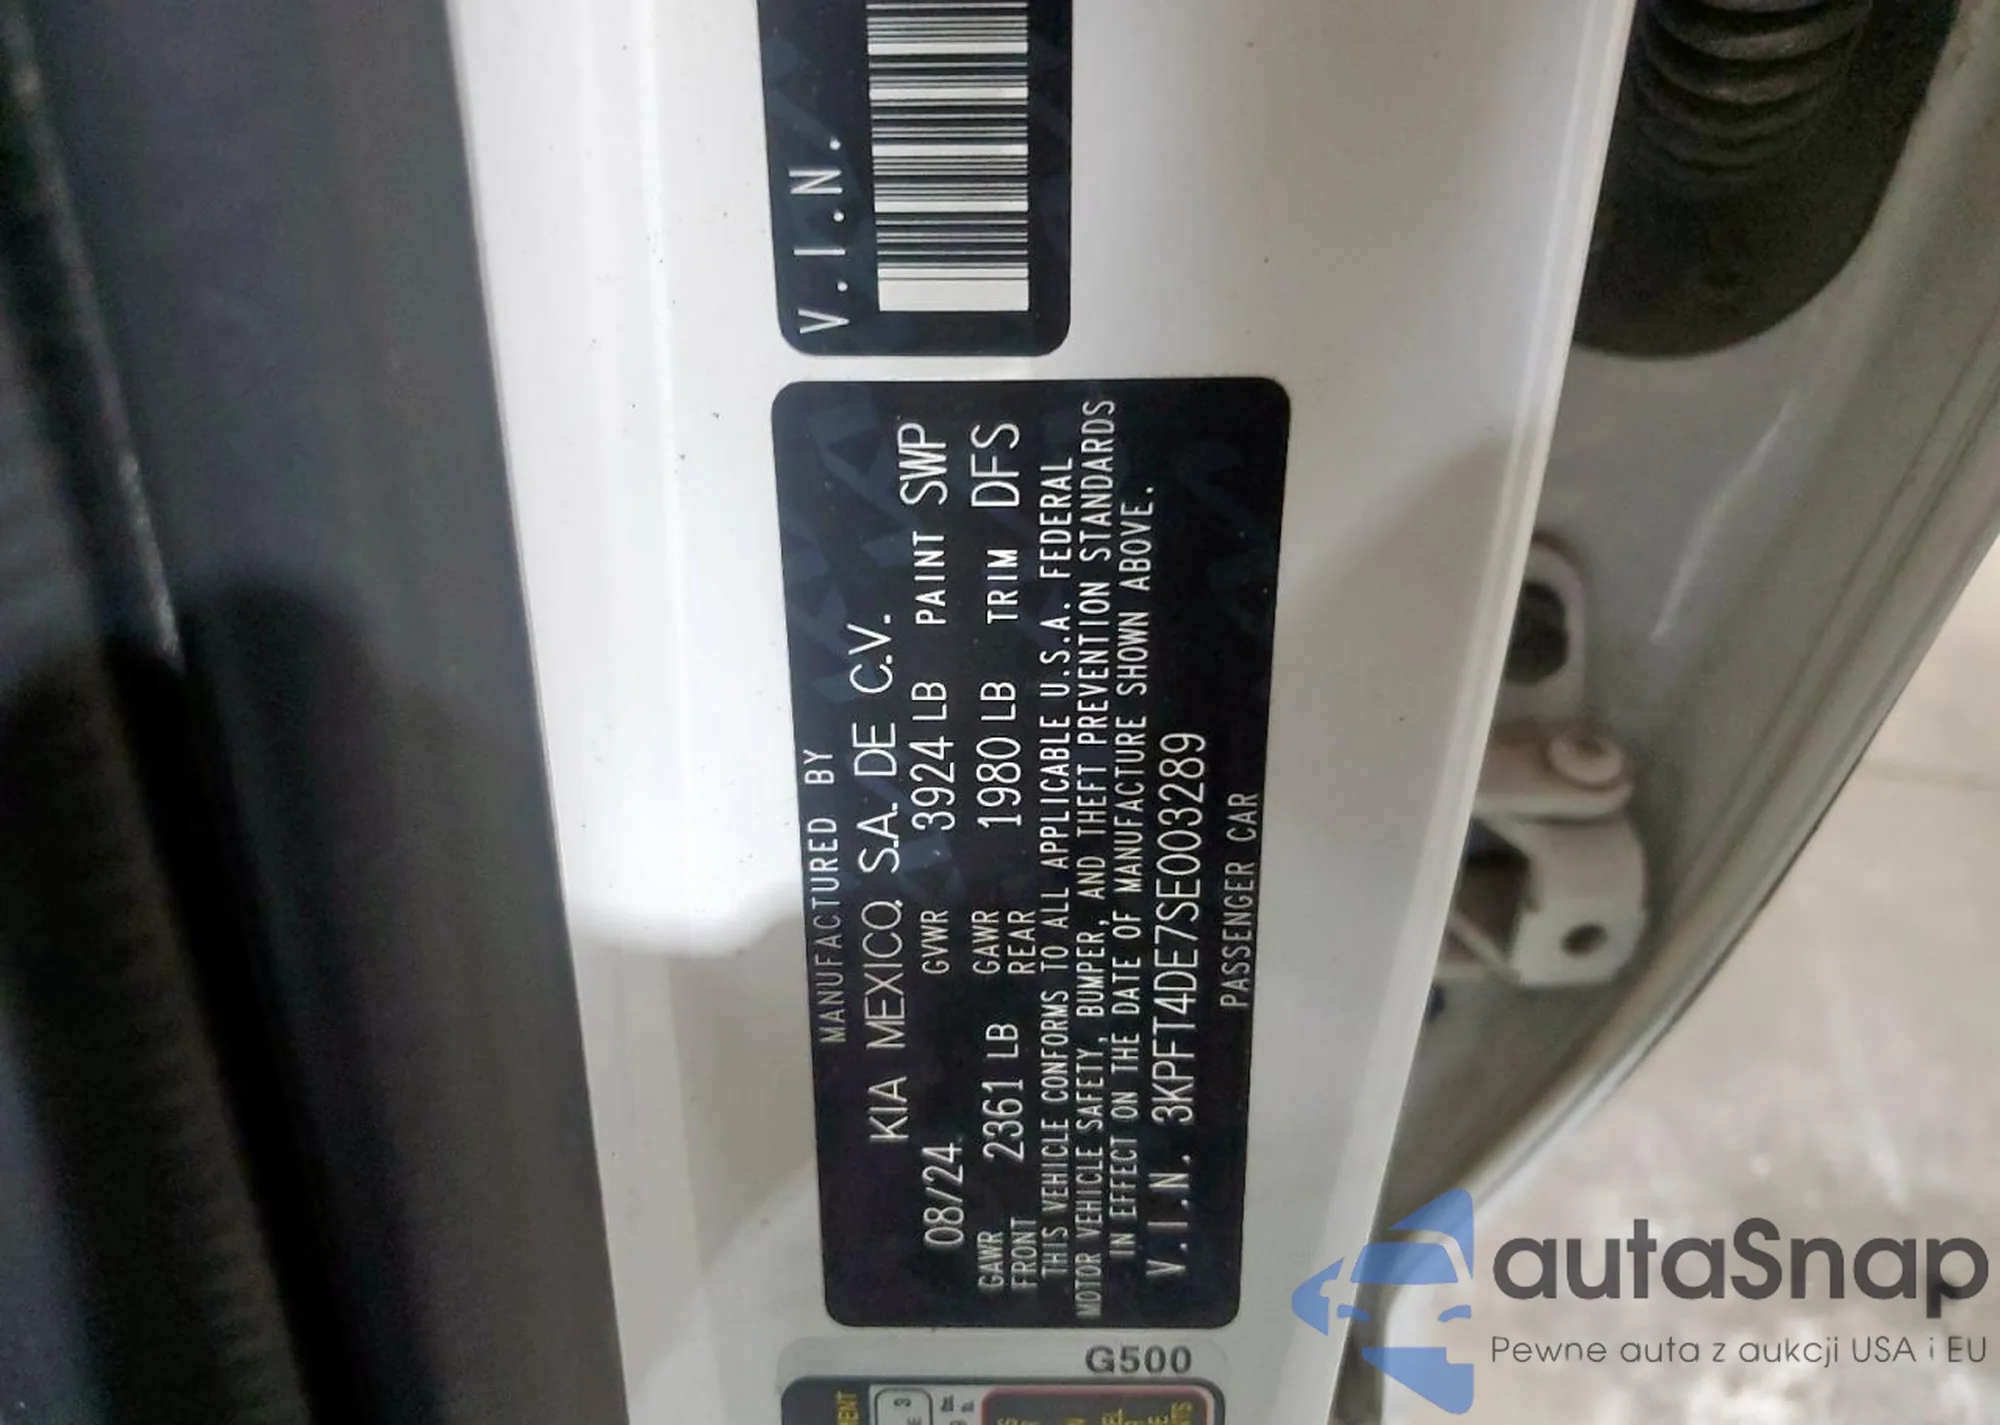 V.I.N.
MANUFACTURED BY
KIA MEXICO, S.A. DE C.V.
08/24 GVWR 3924 LB PAINT SWP
GAWR FRONT 2361 LB GAWR REAR 1980 LB TRIM DFS
THIS VEHICLE CONFORMS TO ALL APPLICABLE U.S.A. FEDERAL
MOTOR VEHICLE SAFETY, BUMPER, AND THEFT PREVENTION STANDARDS
IN EFFECT ON THE DATE OF MANUFACTURE SHOWN ABOVE.
V.I.N. 3KPFT4DE7SE003289
PASSENGER CAR
G500
autaSnap
Pewne auta z aukcji USA i EU